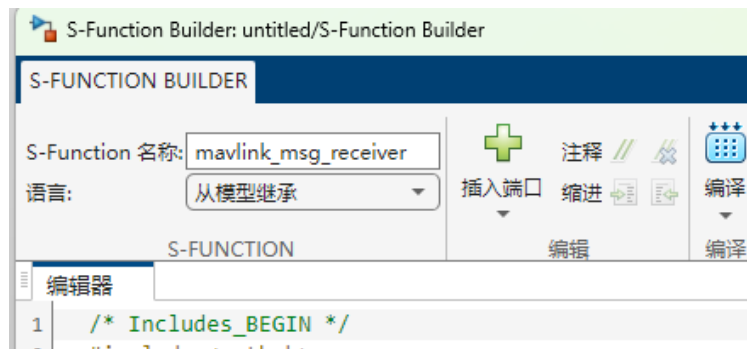 S-Function Builder: untitled/S-Function Builder
S-FUNCTION BUILDER
S-Function 名称: mavlink_msg_receiver
语言: 从模型继承
插入端口
注释
缩进
编译
S-FUNCTION
编辑
编译
编辑器
1 /* Includes_BEGIN */